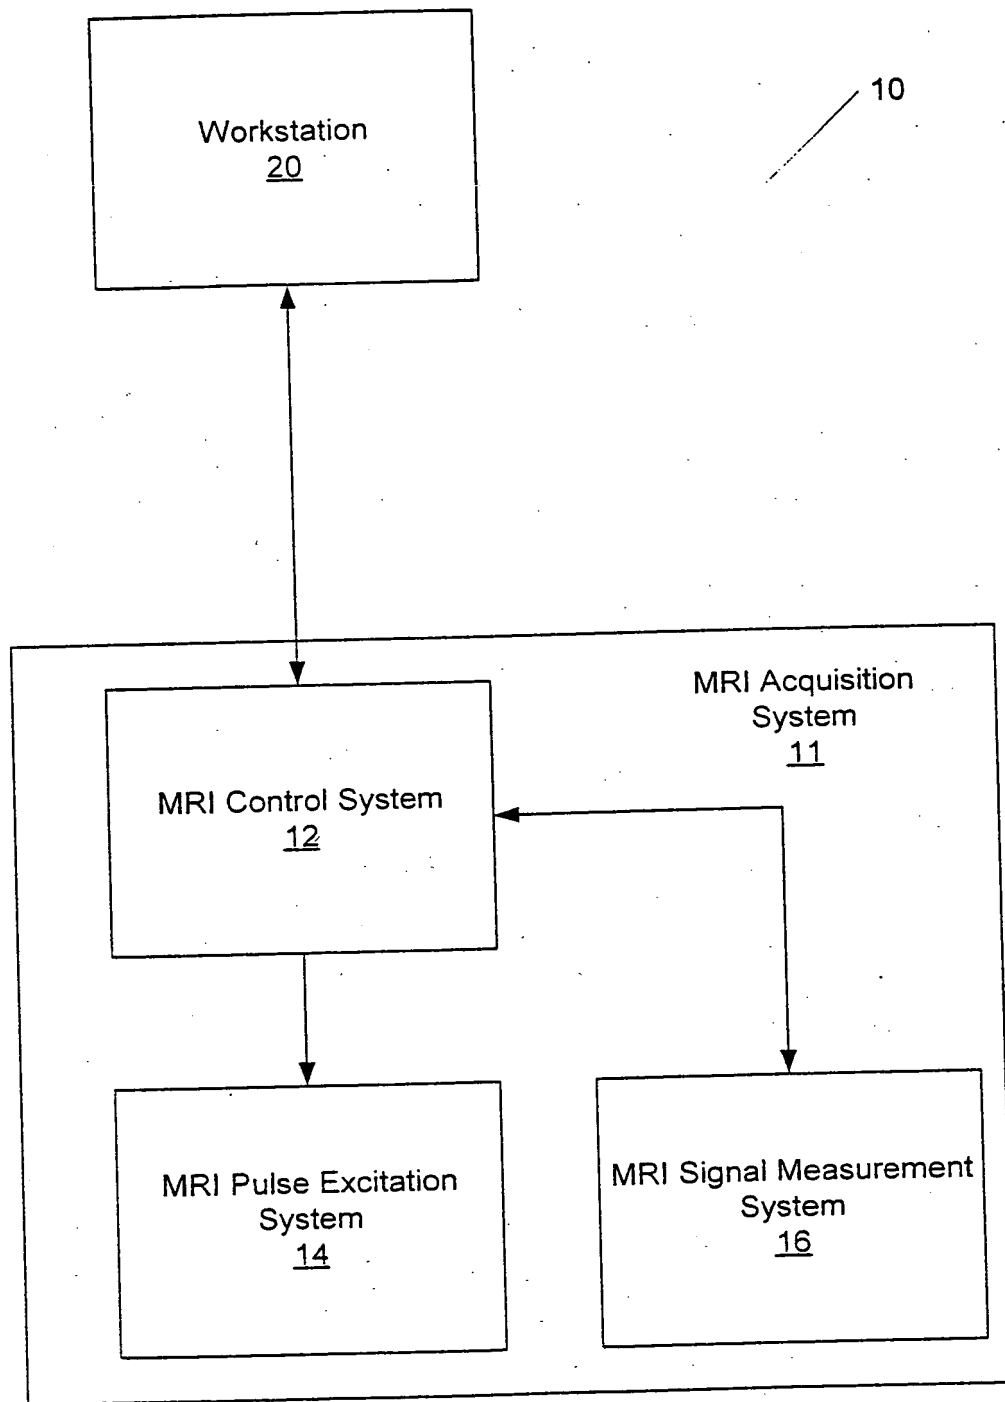 10
Workstation
20
MRI Acquisition
System
11
MRI Control System
12
MRI Pulse Excitation
System
14
MRI Signal Measurement
System
16